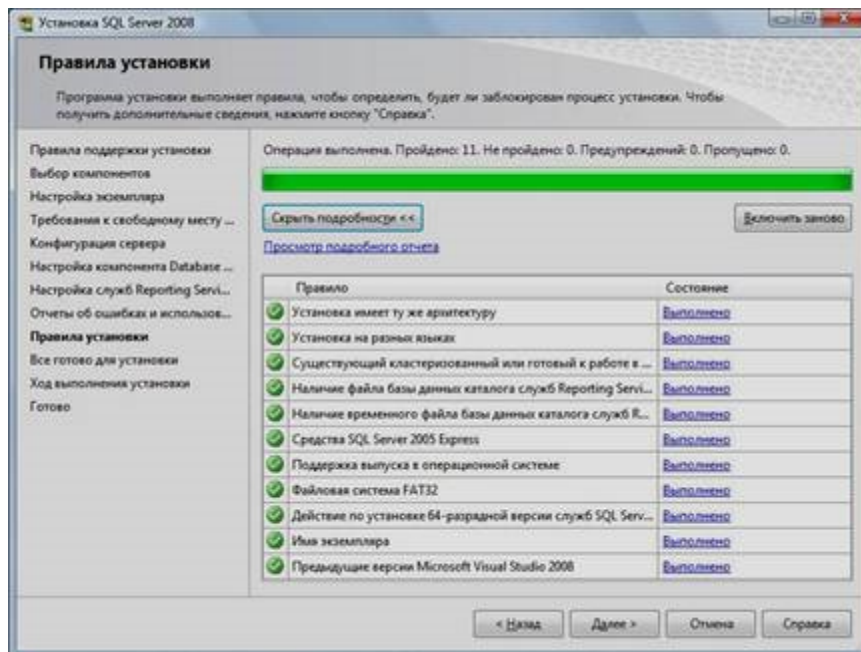 Установка SQL Server 2008
Правила установки
Программа установки выполняет правила, чтобы определить, будет ли заблокирован процесс установки. Чтобы
получить дополнительные сведения, нажмите кнопку "Справка".
Правила поддержки установки
Выбор компонентов
Настройка экземпляра
Требования к свободному месту ...
Конфигурация сервера
Настройка компонента Database ...
Настройка служб Reporting Servi...
Отчеты об ошибках и использов...
Правила установки
Все готово для установки
Ход выполнения установки
Готово
Операция выполнена. Пройдено: 11. Не пройдено: 0. Предупреждений: 0. Пропущено: 0.
Скрыть подробности <<
Включить заново
Просмотр подробного отчета
Правило Состояние
Установка имеет ту же архитектуру Выполнено
Установка на разных языках Выполнено
Существующий кластеризованный или готовый к работе в ... Выполнено
Наличие файла базы данных каталога служб Reporting Servi... Выполнено
Наличие временного файла базы данных каталога служб R... Выполнено
Средства SQL Server 2005 Express Выполнено
Поддержка выпуска в операционной системе Выполнено
Файловая система FAT32 Выполнено
Действие по установке 64-разрядной версии служб SQL Serv... Выполнено
Имя экземпляра Выполнено
Предыдущие версии Microsoft Visual Studio 2008 Выполнено
< Назад
Далее >
Отмена
Справка